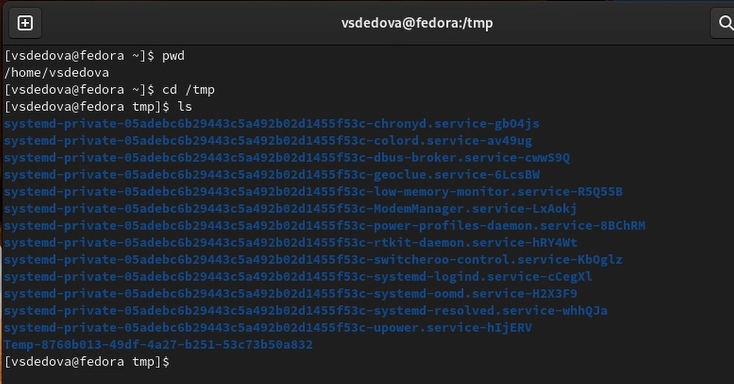 vsdedova@fedora:/tmp
[vsdedova@fedora ~]$ pwd
/home/vsdedova
[vsdedova@fedora ~]$ cd /tmp
[vsdedova@fedora tmp]$ ls
systemd-private-05adebc6b29443c5a492b02d1455f53c-chronyd.service-gbO4js
systemd-private-05adebc6b29443c5a492b02d1455f53c-colord.service-av49ug
systemd-private-05adebc6b29443c5a492b02d1455f53c-dbus-broker.service-cwwS9Q
systemd-private-05adebc6b29443c5a492b02d1455f53c-geoclue.service-6LcsBW
systemd-private-05adebc6b29443c5a492b02d1455f53c-low-memory-monitor.service-R5Q55B
systemd-private-05adebc6b29443c5a492b02d1455f53c-ModemManager.service-LxAokj
systemd-private-05adebc6b29443c5a492b02d1455f53c-power-profiles-daemon.service-8BChRM
systemd-private-05adebc6b29443c5a492b02d1455f53c-rtkit-daemon.service-hRY4Wt
systemd-private-05adebc6b29443c5a492b02d1455f53c-switcheroo-control.service-KbOglz
systemd-private-05adebc6b29443c5a492b02d1455f53c-systemd-logind.service-cCegXl
systemd-private-05adebc6b29443c5a492b02d1455f53c-systemd-oomd.service-H2X3F9
systemd-private-05adebc6b29443c5a492b02d1455f53c-systemd-resolved.service-whhQJa
systemd-private-05adebc6b29443c5a492b02d1455f53c-upower.service-hIjERV
Temp-8760b013-49df-4a27-b251-53c73b50a832
[vsdedova@fedora tmp]$